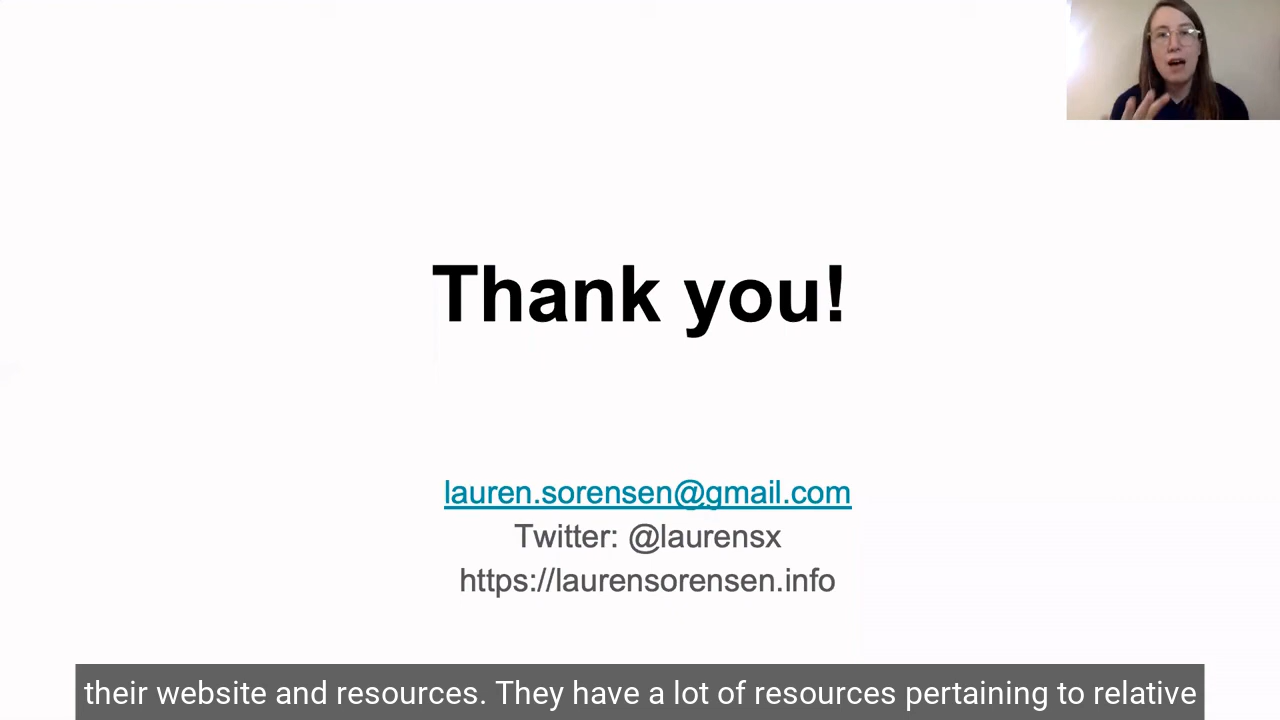 Thank you!
lauren.sorensen@gmail.com
Twitter: @laurensx
https://laurensorensen.info
their website and resources. They have a lot of resources pertaining to relative